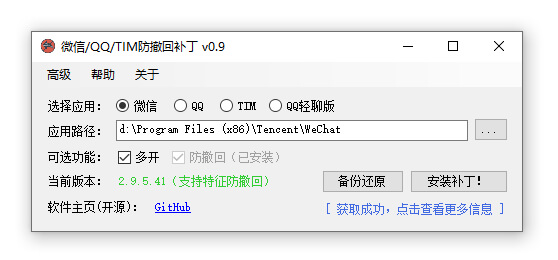 微信/QQ/TIM防撤回补丁 v0.9
高级 帮助 关于
选择应用： 微信 QQ TIM QQ轻聊版
应用路径： d:\Program Files (x86)\Tencent\WeChat ...
可选功能： 多开 防撤回（已安装）
当前版本： 2.9.5.41（支持特征防撤回） 备份还原 安装补丁！
软件主页(开源)： GitHub [ 获取成功，点击查看更多信息 ]